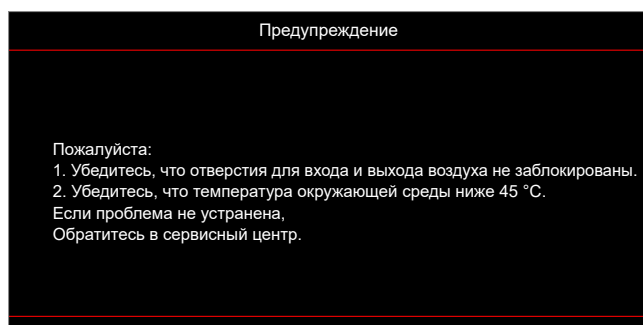 Предупреждение
Пожалуйста:
1. Убедитесь, что отверстия для входа и выхода воздуха не заблокированы.
2. Убедитесь, что температура окружающей среды ниже 45 °C.
Если проблема не устранена,
Обратитесь в сервисный центр.